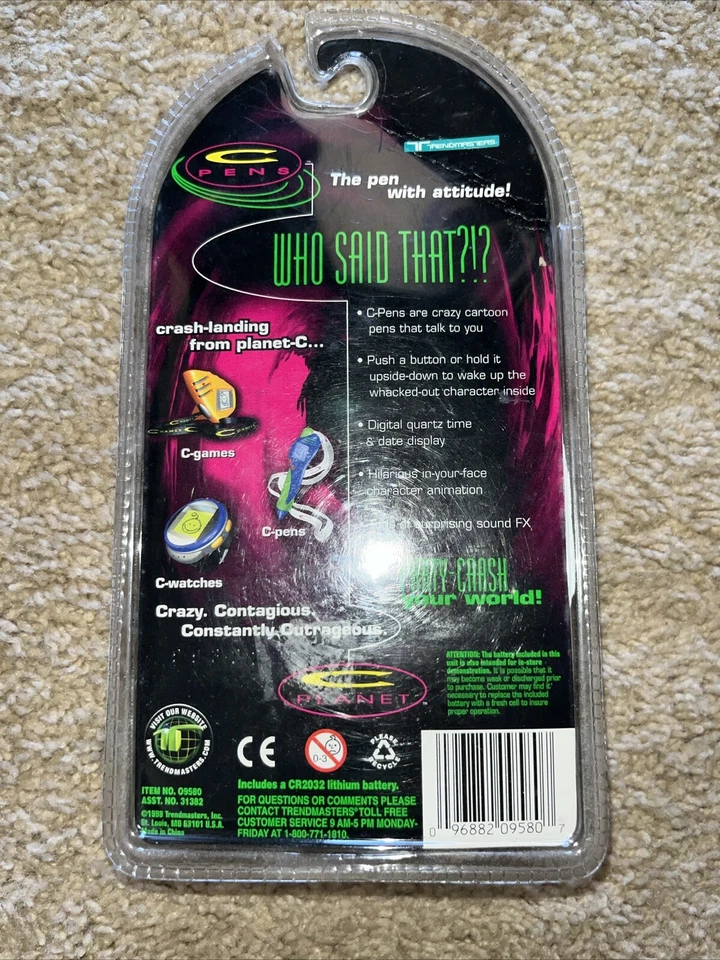 TRENDMASTERS
C
PENS
The pen
with attitude!
WHO SAID THAT?!?
• C-Pens are crazy cartoon
pens that talk to you
• Push a button or hold it
upside-down to wake up the
whacked-out character inside
• Digital quartz time
& date display
• Hilarious in-your-face
character animation
of surprising sound FX
CRASH
your world!
crash-landing
from planet-C...
C-games
C-pens
C-watches
Crazy. Contagious.
Constantly Outrageous.
C
PLANET
ATTENTION: The battery included in this
unit is also intended for in-store
demonstration. It is possible that it
may become weak or discharged prior
to purchase. Customer may find it
necessary to replace the included
battery with a fresh cell to insure
proper operation.
VISIT OUR WEBSITE
WWW.TRENDMASTERS.COM
CE
0-3
PLEASE
RECYCLE
Includes a CR2032 lithium battery.
ITEM NO. 09580
ASST. NO. 31382
©1999 Trendmasters, Inc.
St. Louis, MO 63101 U.S.A.
Made in China
FOR QUESTIONS OR COMMENTS PLEASE
CONTACT TRENDMASTERS' TOLL FREE
CUSTOMER SERVICE 9 AM-5 PM MONDAY-
FRIDAY AT 1-800-771-1810.
0 96882 09580 7